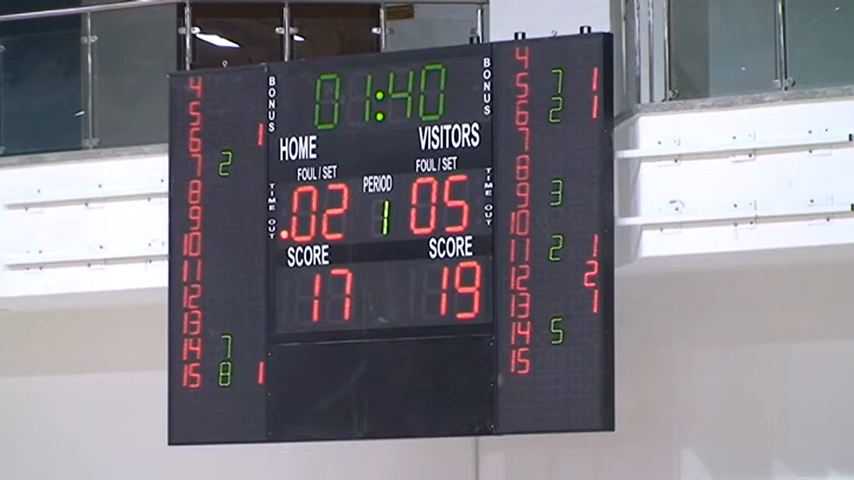 4
5
6 1
7 2
8
9
10
11
12
13
14 7
15 8 1
BONUS 01:40 BONUS
HOME VISITORS
FOUL / SET FOUL / SET
TIME OUT .02 PERIOD 1 05 TIME OUT
SCORE SCORE
17 19
4
5 7 1
6 2 1
7
8
9 3
10
11 2 1
12 2
13 1
14 5
15